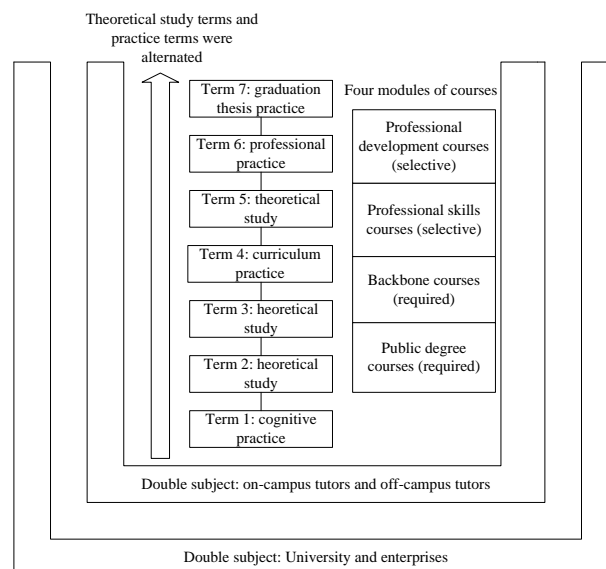 Theoretical study terms and
practice terms were
alternated
Term 7: graduation
thesis practice
Term 6: professional
practice
Term 5: theoretical
study
Term 4: curriculum
practice
Term 3: heoretical
study
Term 2: heoretical
study
Term 1: cognitive
practice
Four modules of courses
Professional
development courses
(selective)
Professional skills
courses (selective)
Backbone courses
(required)
Public degree
courses (required)
Double subject: on-campus tutors and off-campus tutors
Double subject: University and enterprises